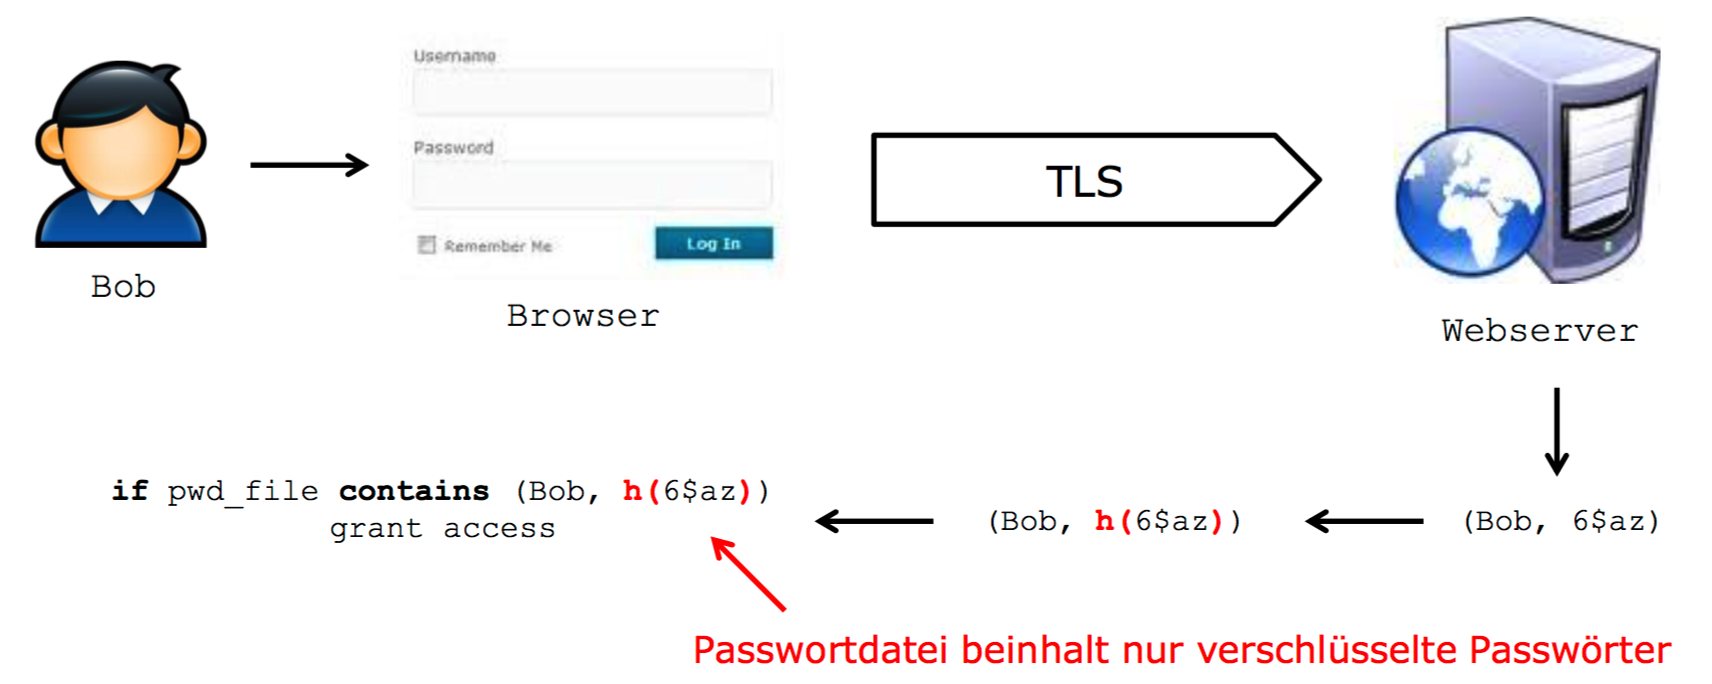 Username
Password
Remember Me
Log In
TLS
Bob
Browser
Webserver
if pwd_file contains (Bob, h(6$az))
grant access
(Bob, h(6$az))
(Bob, 6$az)
Passwortdatei beinhalt nur verschlüsselte Passwörter